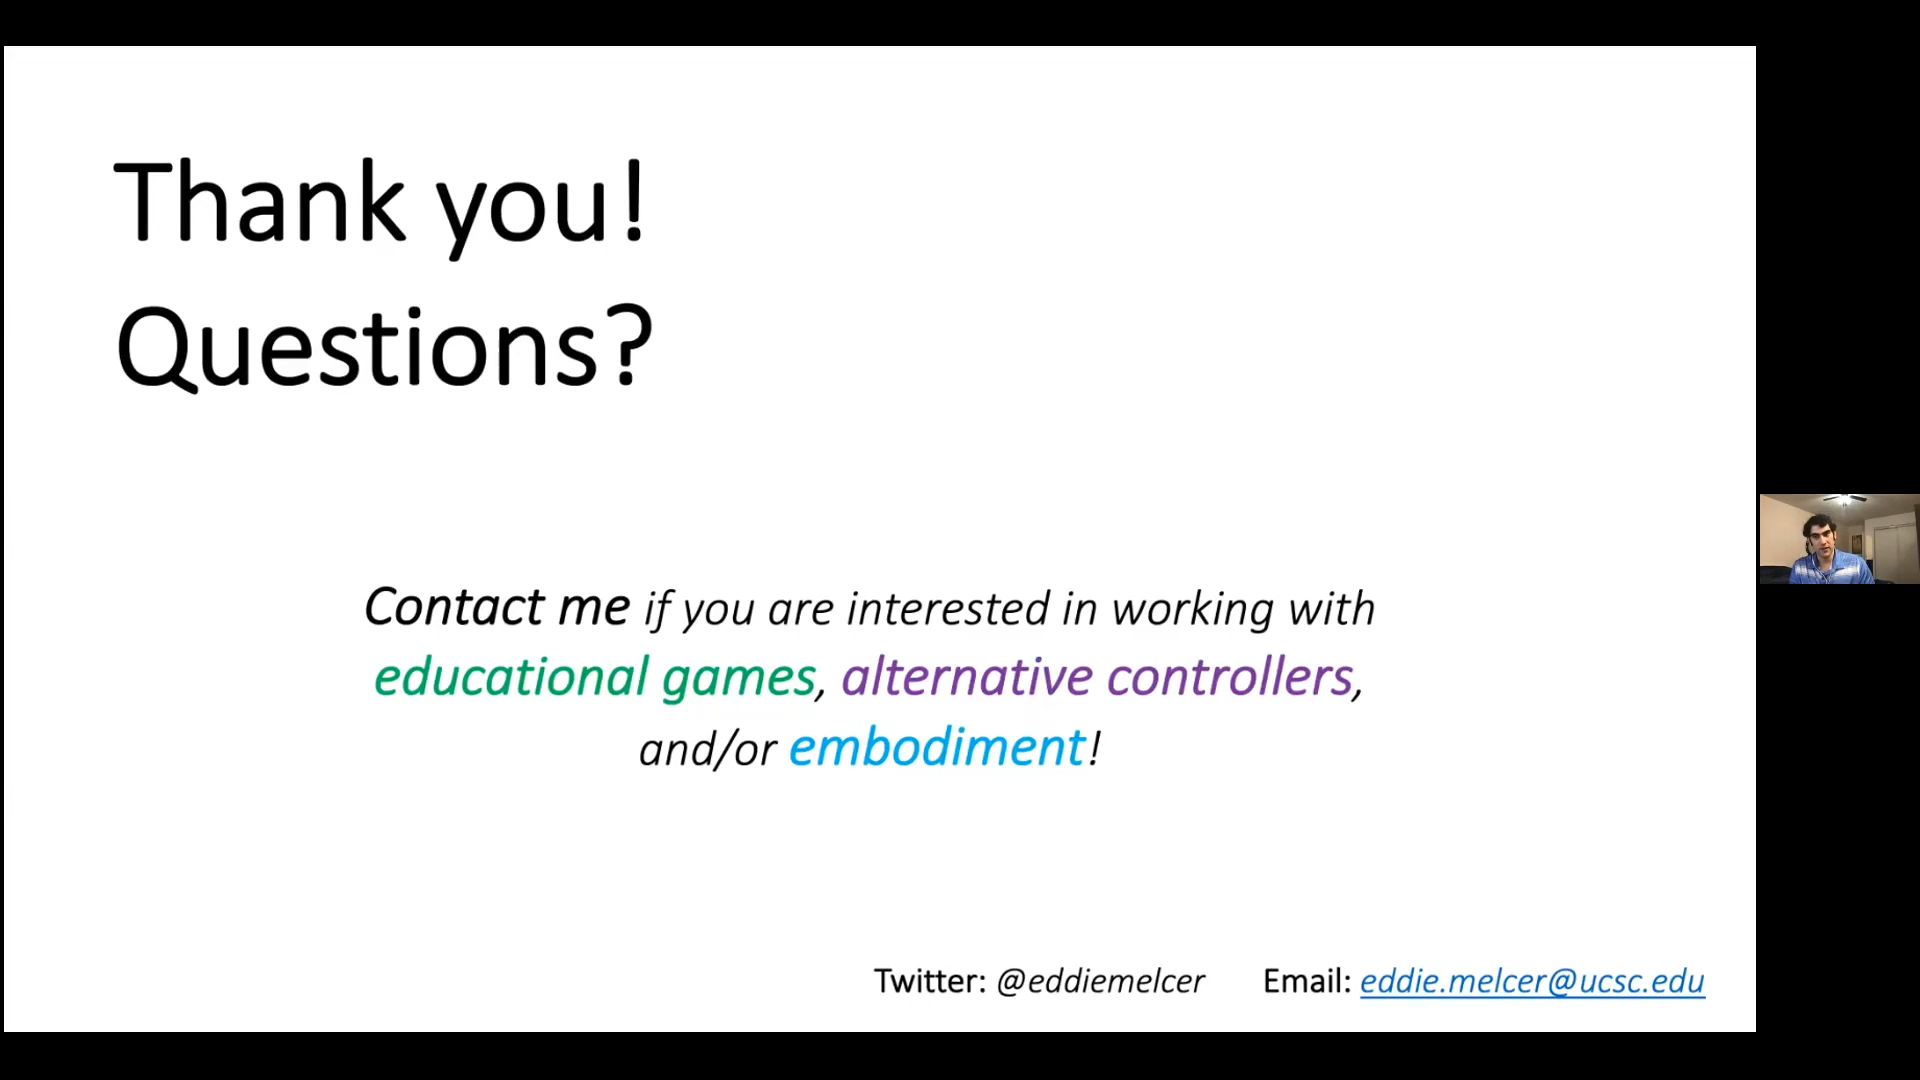 Thank you!
Questions?
Contact me if you are interested in working with
educational games, alternative controllers,
and/or embodiment!
Twitter: @eddiemelcer Email: eddie.melcer@ucsc.edu